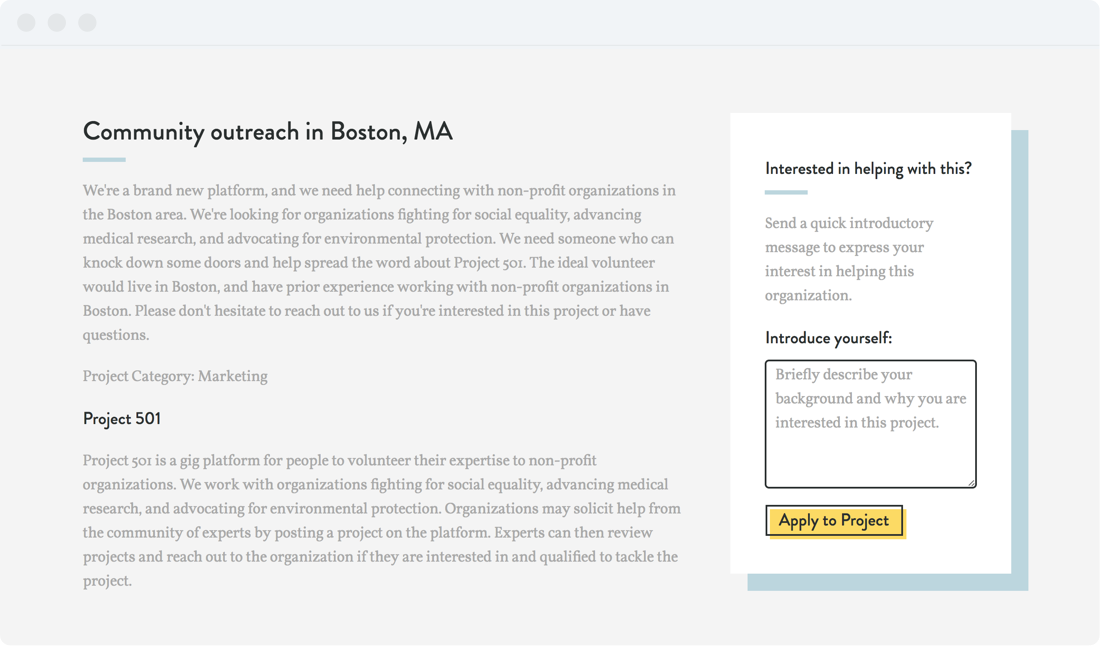 Community outreach in Boston, MA
We're a brand new platform, and we need help connecting with non-profit organizations in
the Boston area. We're looking for organizations fighting for social equality, advancing
medical research, and advocating for environmental protection. We need someone who can
knock down some doors and help spread the word about Project 501. The ideal volunteer
would live in Boston, and have prior experience working with non-profit organizations in
Boston. Please don't hesitate to reach out to us if you're interested in this project or have
questions.
Project Category: Marketing
Project 501
Project 501 is a gig platform for people to volunteer their expertise to non-profit
organizations. We work with organizations fighting for social equality, advancing medical
research, and advocating for environmental protection. Organizations may solicit help from
the community of experts by posting a project on the platform. Experts can then review
projects and reach out to the organization if they are interested in and qualified to tackle the
project.
Interested in helping with this?
Send a quick introductory
message to express your
interest in helping this
organization.
Introduce yourself:
Briefly describe your
background and why you are
interested in this project.
Apply to Project